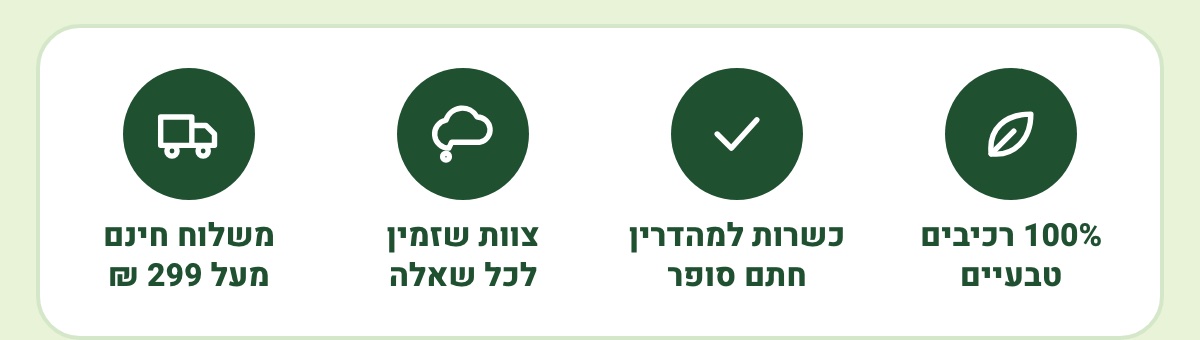 100% רכיבים
טבעיים
כשרות למהדרין
חתם סופר
צוות שזמין
לכל שאלה
משלוח חינם
מעל 299 ₪